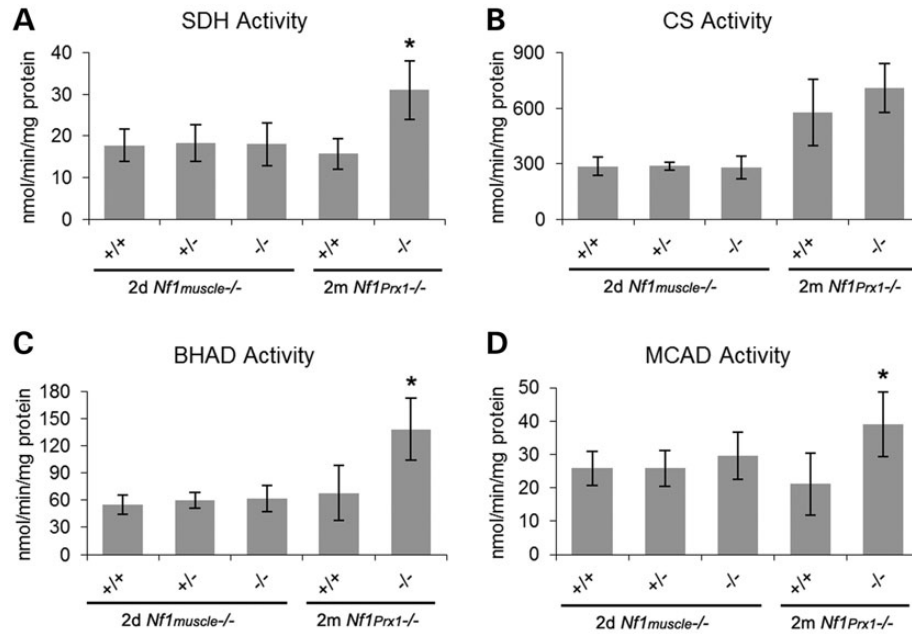 A
SDH Activity
nmol/min/mg protein
40
30
20
10
0
*
+/+
+/-
-/-
+/+
-/-
2d Nf1muscle-/-
2m Nf1Prx1-/-
B
CS Activity
nmol/min/mg protein
900
600
300
0
+/+
+/-
-/-
+/+
-/-
2d Nf1muscle-/-
2m Nf1Prx1-/-
C
BHAD Activity
nmol/min/mg protein
180
150
120
90
60
30
0
*
+/+
+/-
-/-
+/+
-/-
2d Nf1muscle-/-
2m Nf1Prx1-/-
D
MCAD Activity
nmol/min/mg protein
50
40
30
20
10
0
*
+/+
+/-
-/-
+/+
-/-
2d Nf1muscle-/-
2m Nf1Prx1-/-